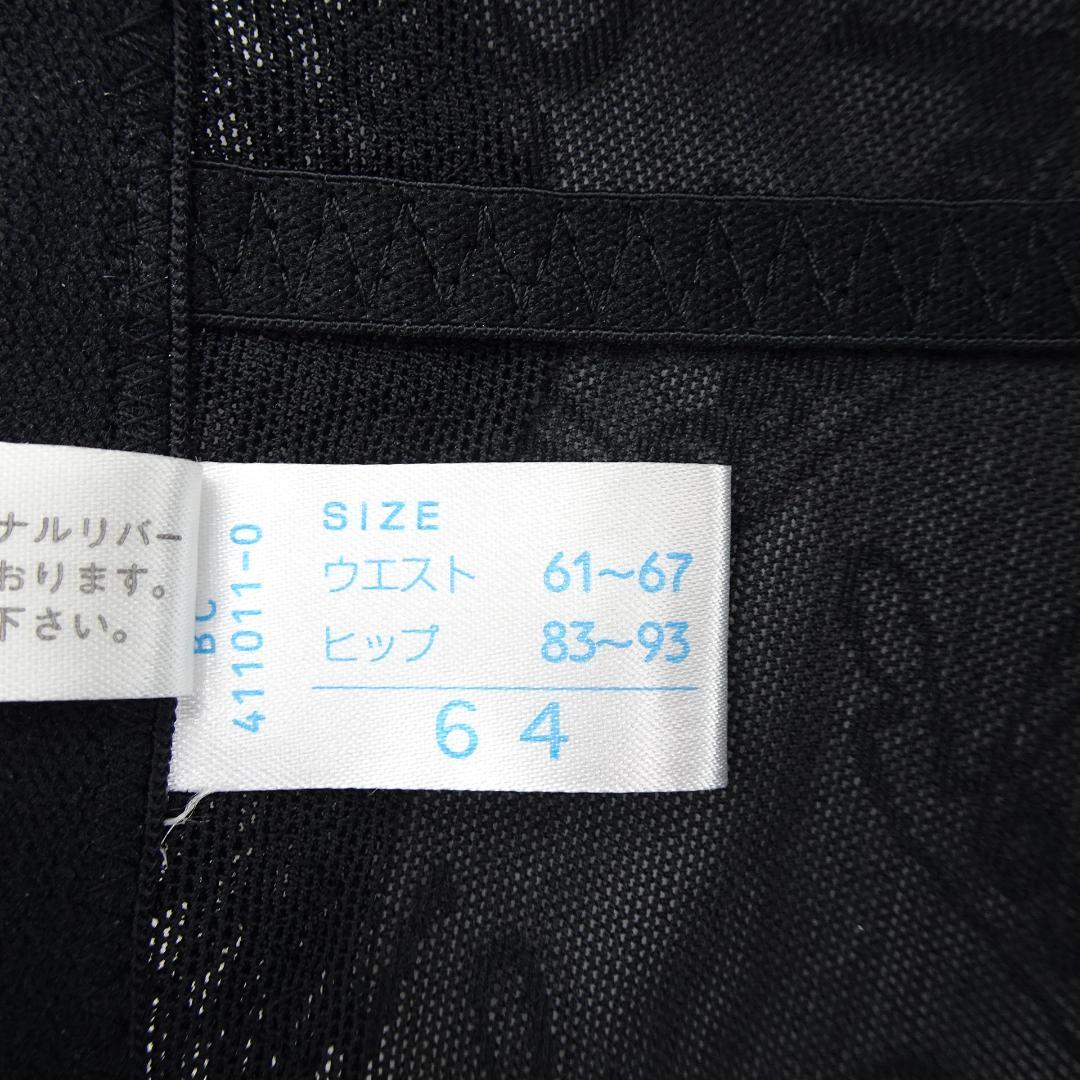 ナルリバー
おります。
下さい。
BL
411011-0
SIZE
ウエスト 61～67
ヒップ 83～93
64